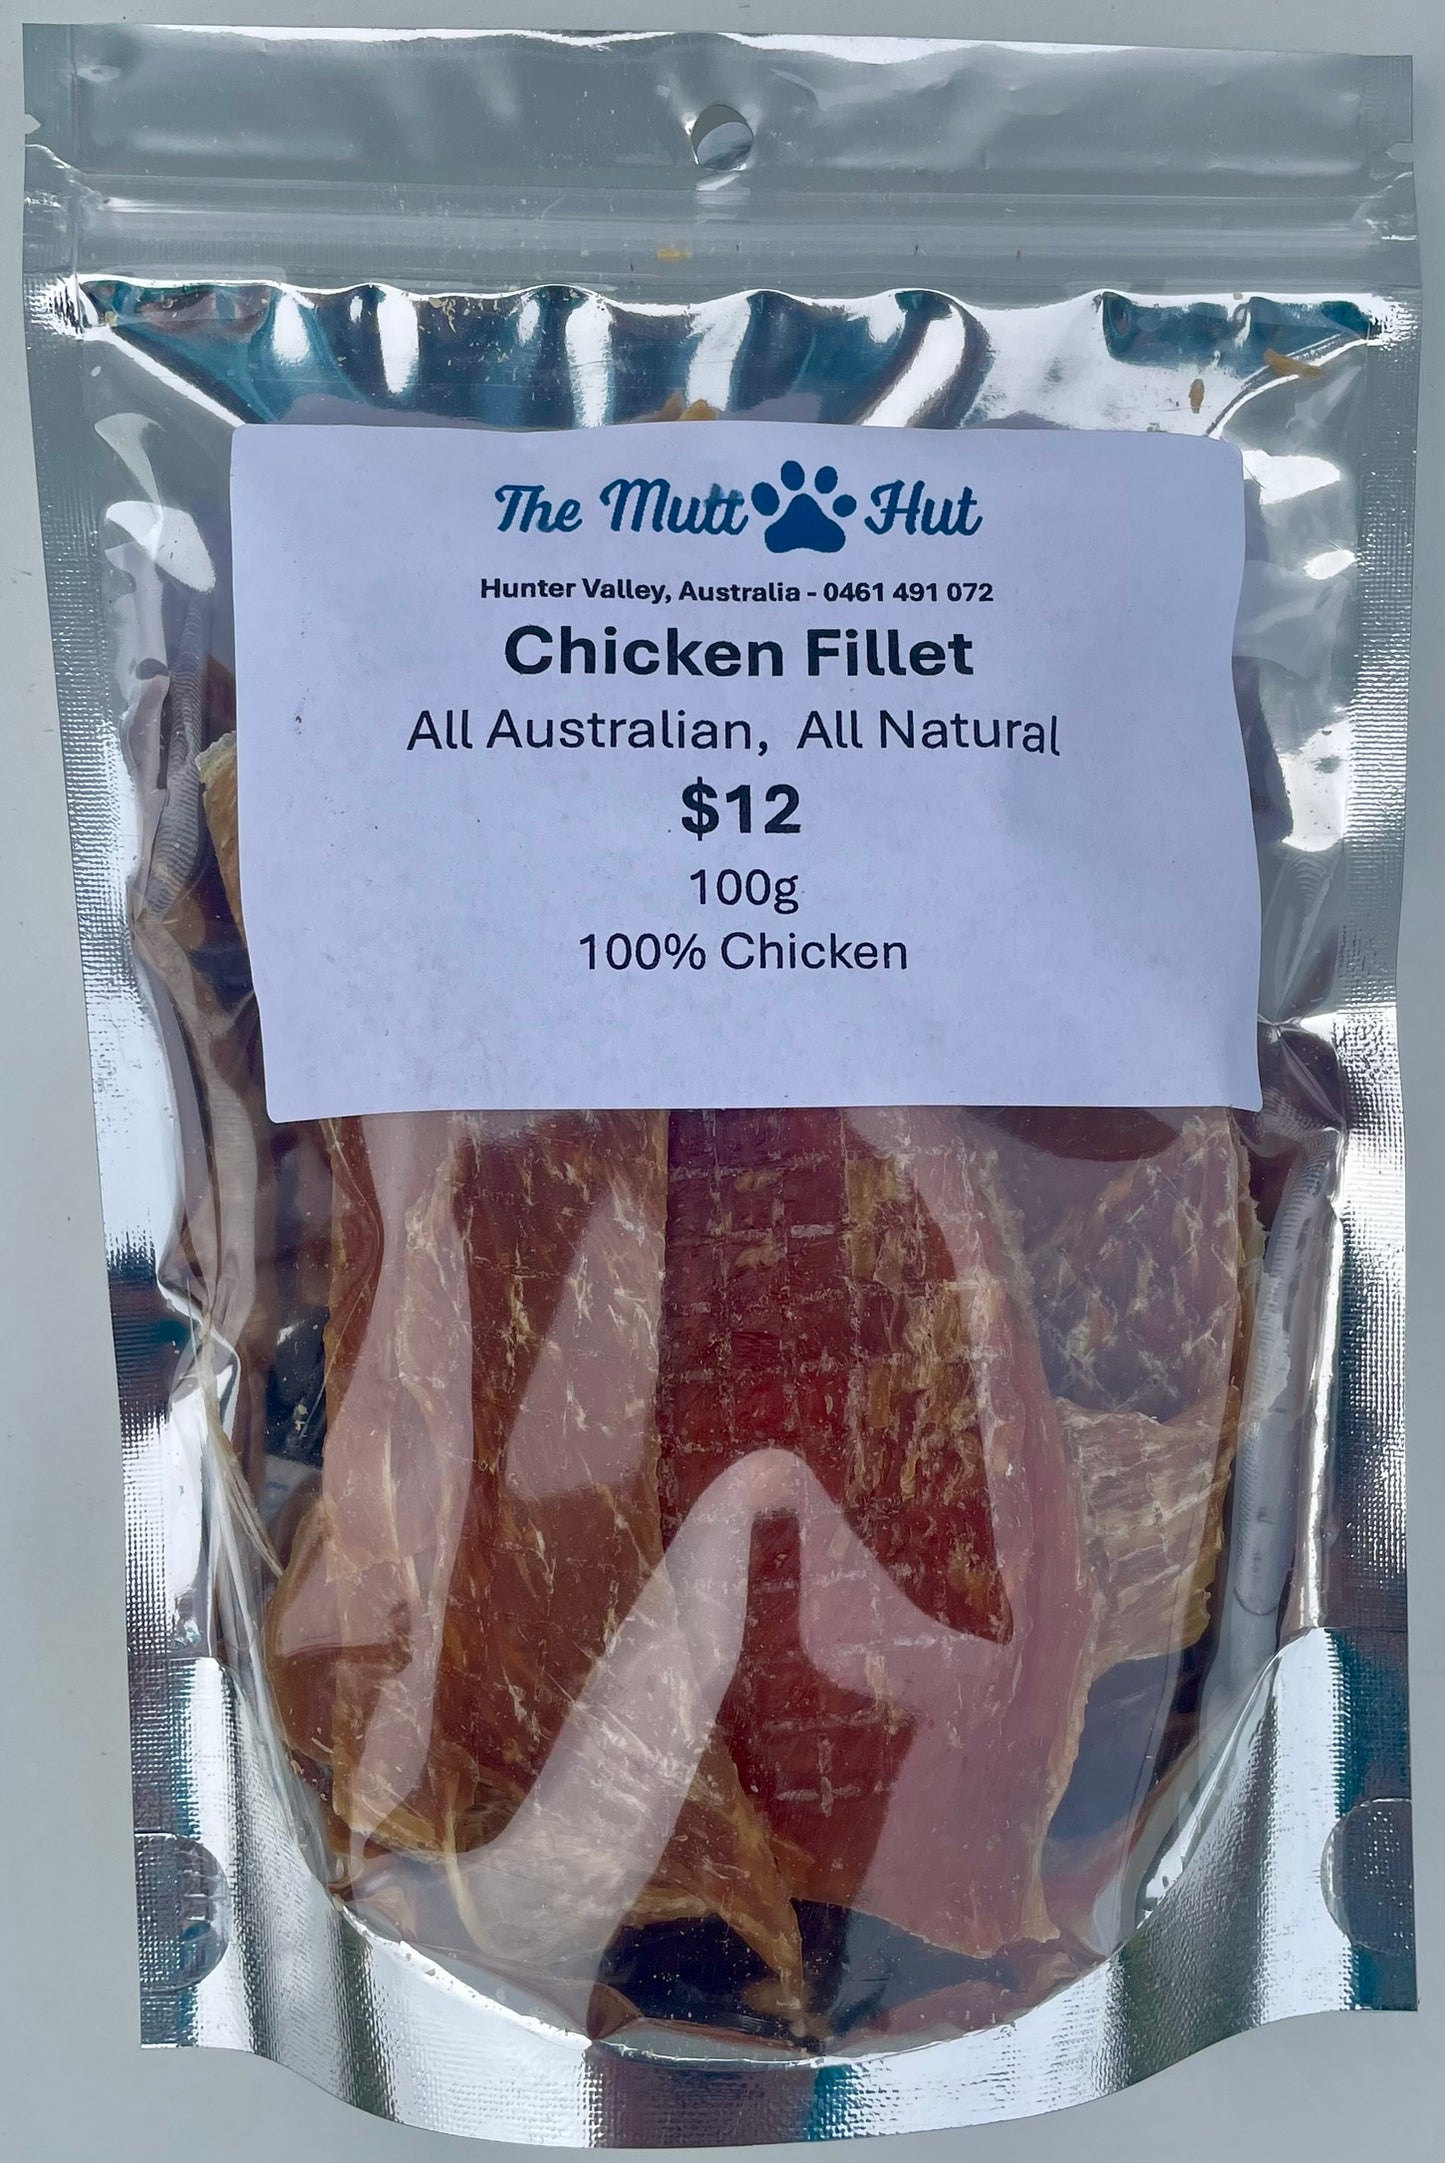 The Mutt Hut
Hunter Valley, Australia - 0461 491 072
Chicken Fillet
All Australian, All Natural
$12
100g
100% Chicken